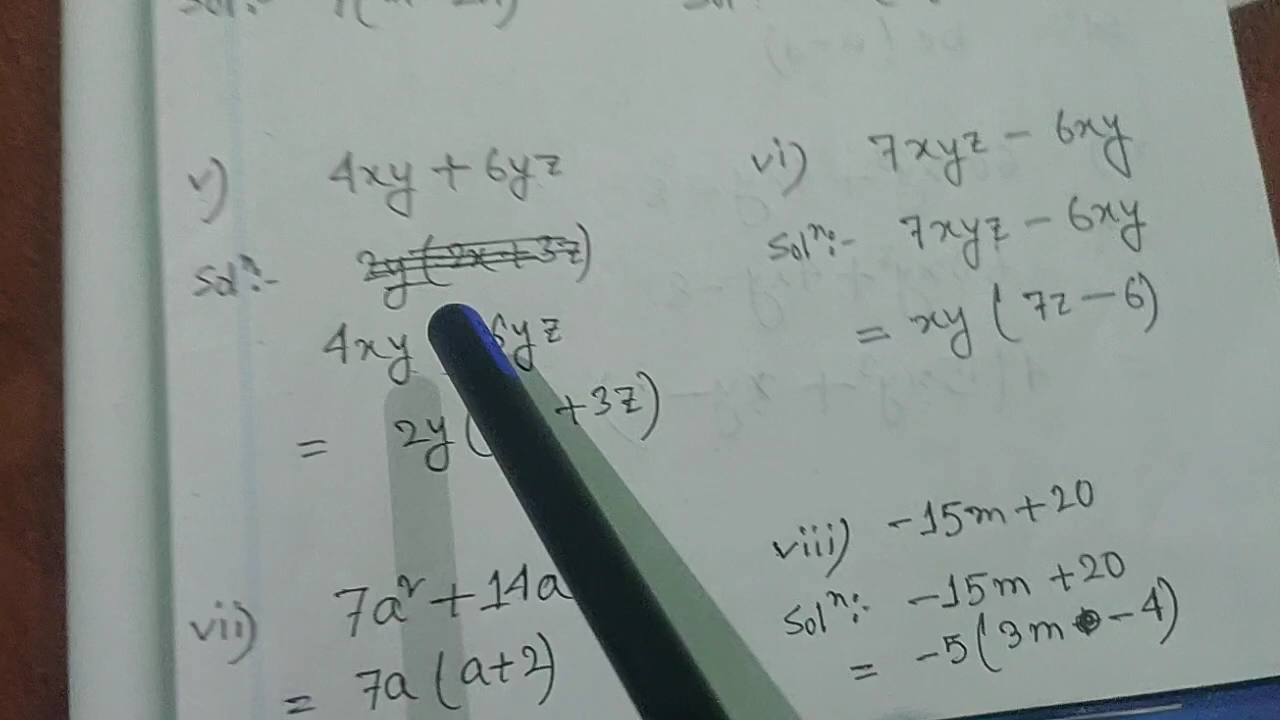 v) 4xy + 6yz
Solⁿ:-
4xy 6yz
= 2y( +3z)
vi) 7xyz - 6xy
Solⁿ:- 7xyz - 6xy
= xy ( 7z - 6)
vii) 7a² + 14a
= 7a (a+2)
viii) -15m + 20
Solⁿ:- -15m + 20
= -5(3m - 4)